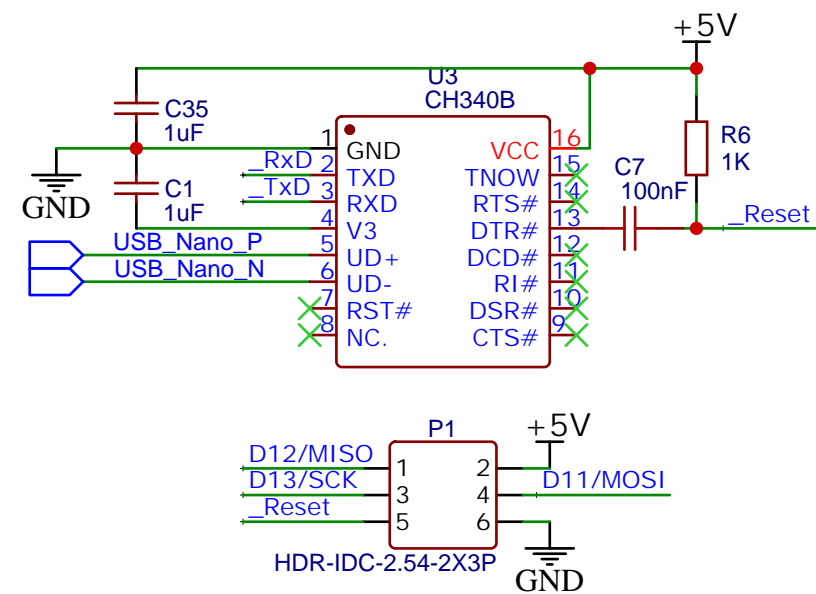 +5V
U3
CH340B
C35
1uF
1
GND
VCC
16
R6
1K
_RxD
2
TXD
TNOW
15
C7
100nF
_TxD
3
RXD
RTS#
14
GND
C1
1uF
4
V3
DTR#
13
_Reset
USB_Nano_P
5
UD+
DCD#
12
USB_Nano_N
6
UD-
RI#
11
7
RST#
DSR#
10
8
NC.
CTS#
9
P1
+5V
D12/MISO
1
2
D13/SCK
3
4
D11/MOSI
_Reset
5
6
HDR-IDC-2.54-2X3P
GND